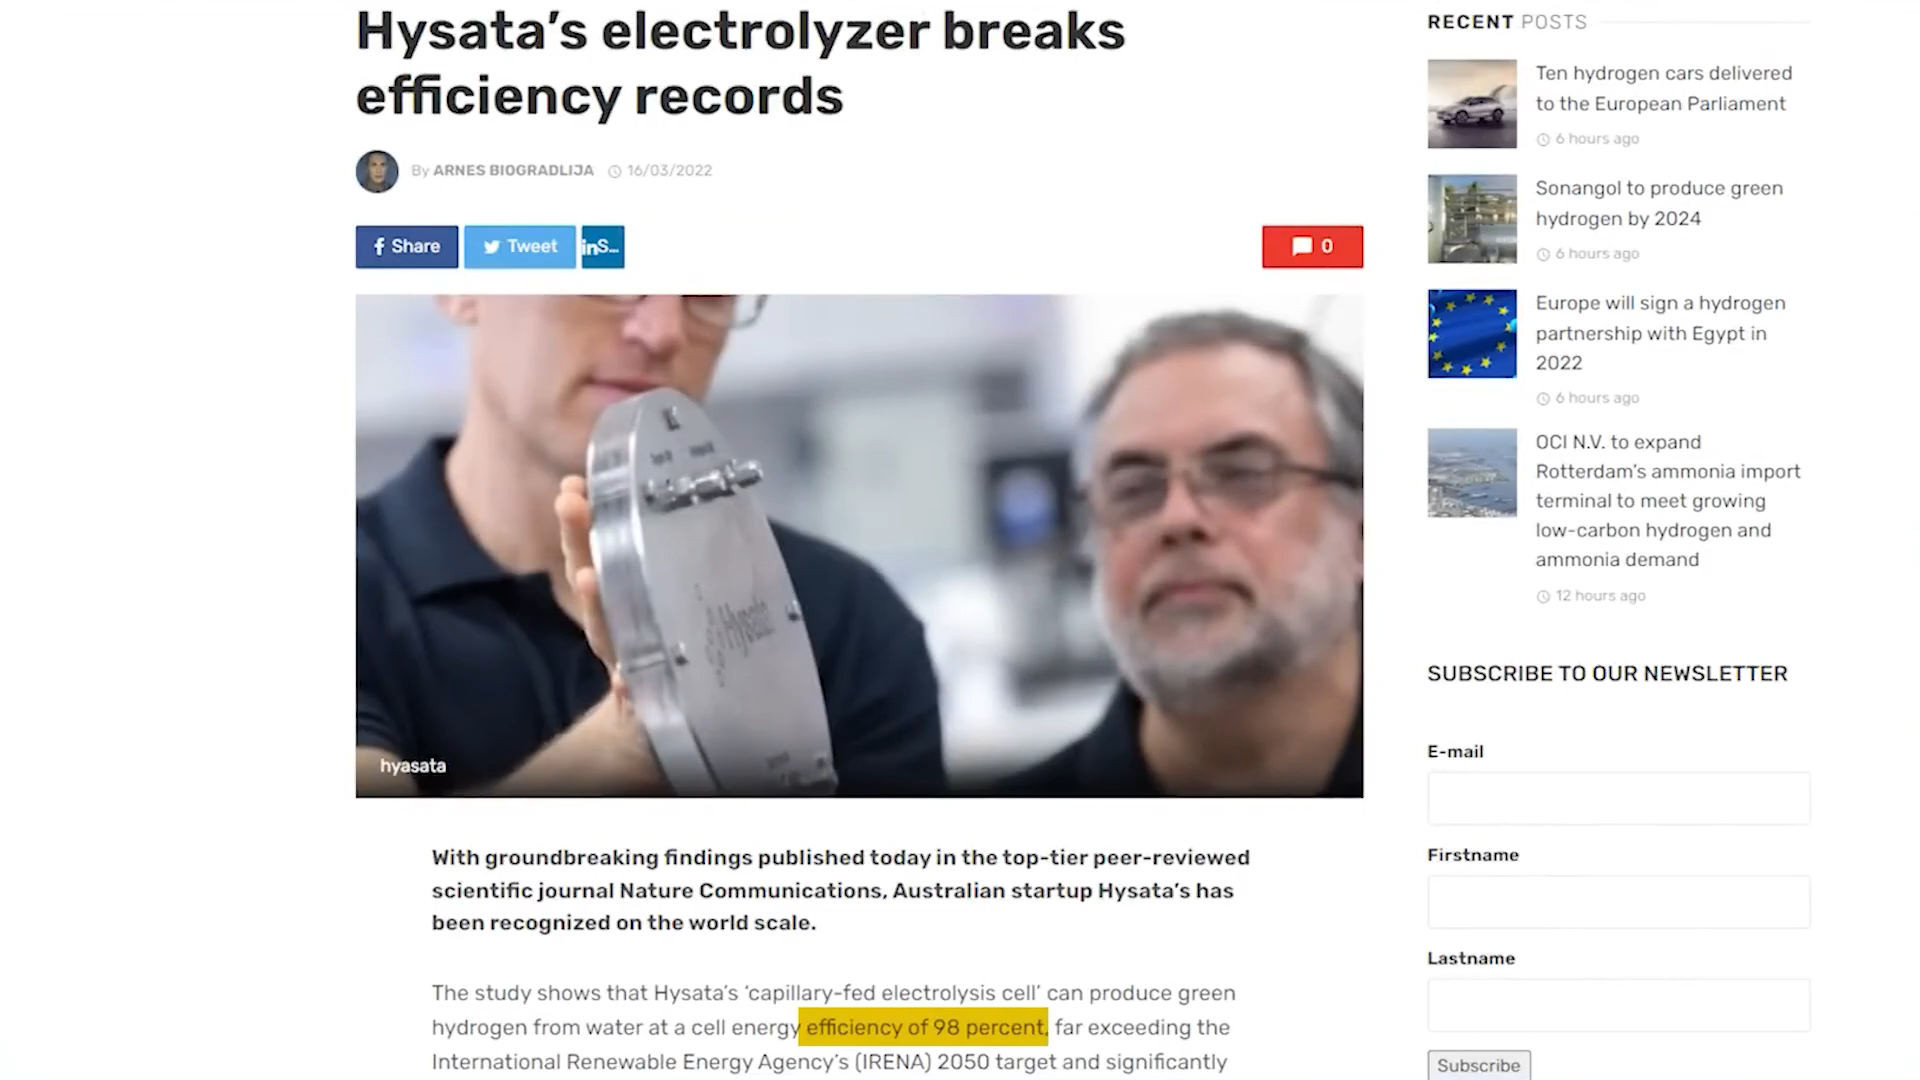 Hysata’s electrolyzer breaks
efficiency records
By ARNES BIOGRADLIJA 16/03/2022
Share
Tweet
inS...
0
Hysata
hyasata
With groundbreaking findings published today in the top-tier peer-reviewed
scientific journal Nature Communications, Australian startup Hysata’s has
been recognized on the world scale.
The study shows that Hysata’s ‘capillary-fed electrolysis cell’ can produce green
hydrogen from water at a cell energy efficiency of 98 percent, far exceeding the
International Renewable Energy Agency’s (IRENA) 2050 target and significantly
RECENT POSTS
Ten hydrogen cars delivered
to the European Parliament
6 hours ago
Sonangol to produce green
hydrogen by 2024
6 hours ago
Europe will sign a hydrogen
partnership with Egypt in
2022
6 hours ago
OCI N.V. to expand
Rotterdam’s ammonia import
terminal to meet growing
low-carbon hydrogen and
ammonia demand
12 hours ago
SUBSCRIBE TO OUR NEWSLETTER
E-mail
Firstname
Lastname
Subscribe